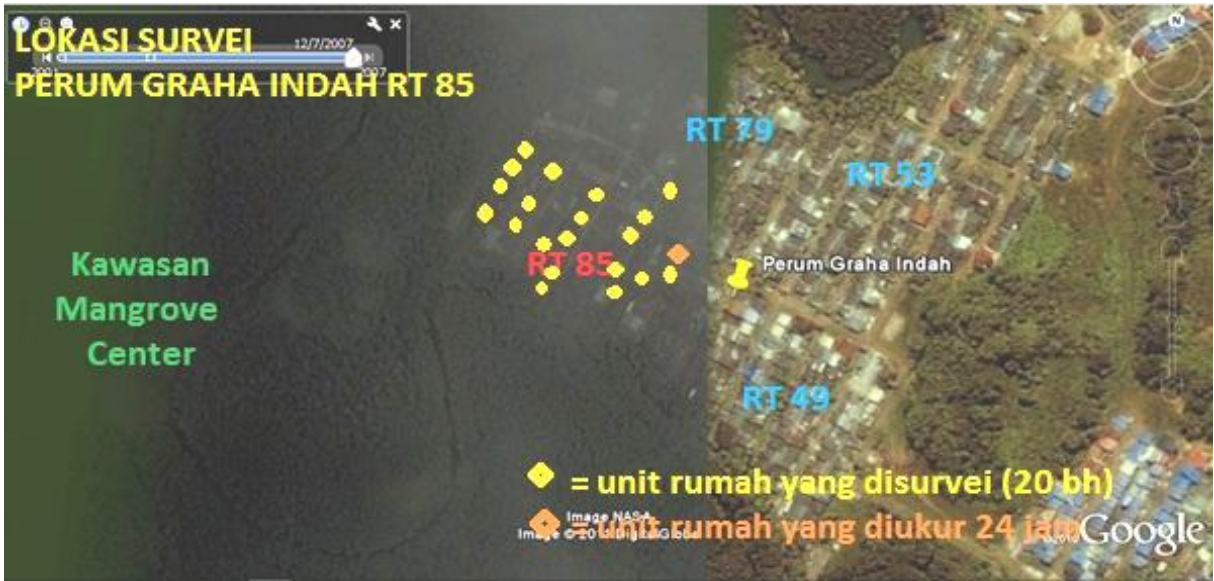 LOKASI SURVEI
12/7/2007
2007
PERUM GRAHA INDAH RT 85
N
RT 79
RT 53
Kawasan
Mangrove
Center
RT 85
Perum Graha Indah
RT 49
= unit rumah yang disurvei (20 bh)
Image NASA
= unit rumah yang diukur 24 jam
Google